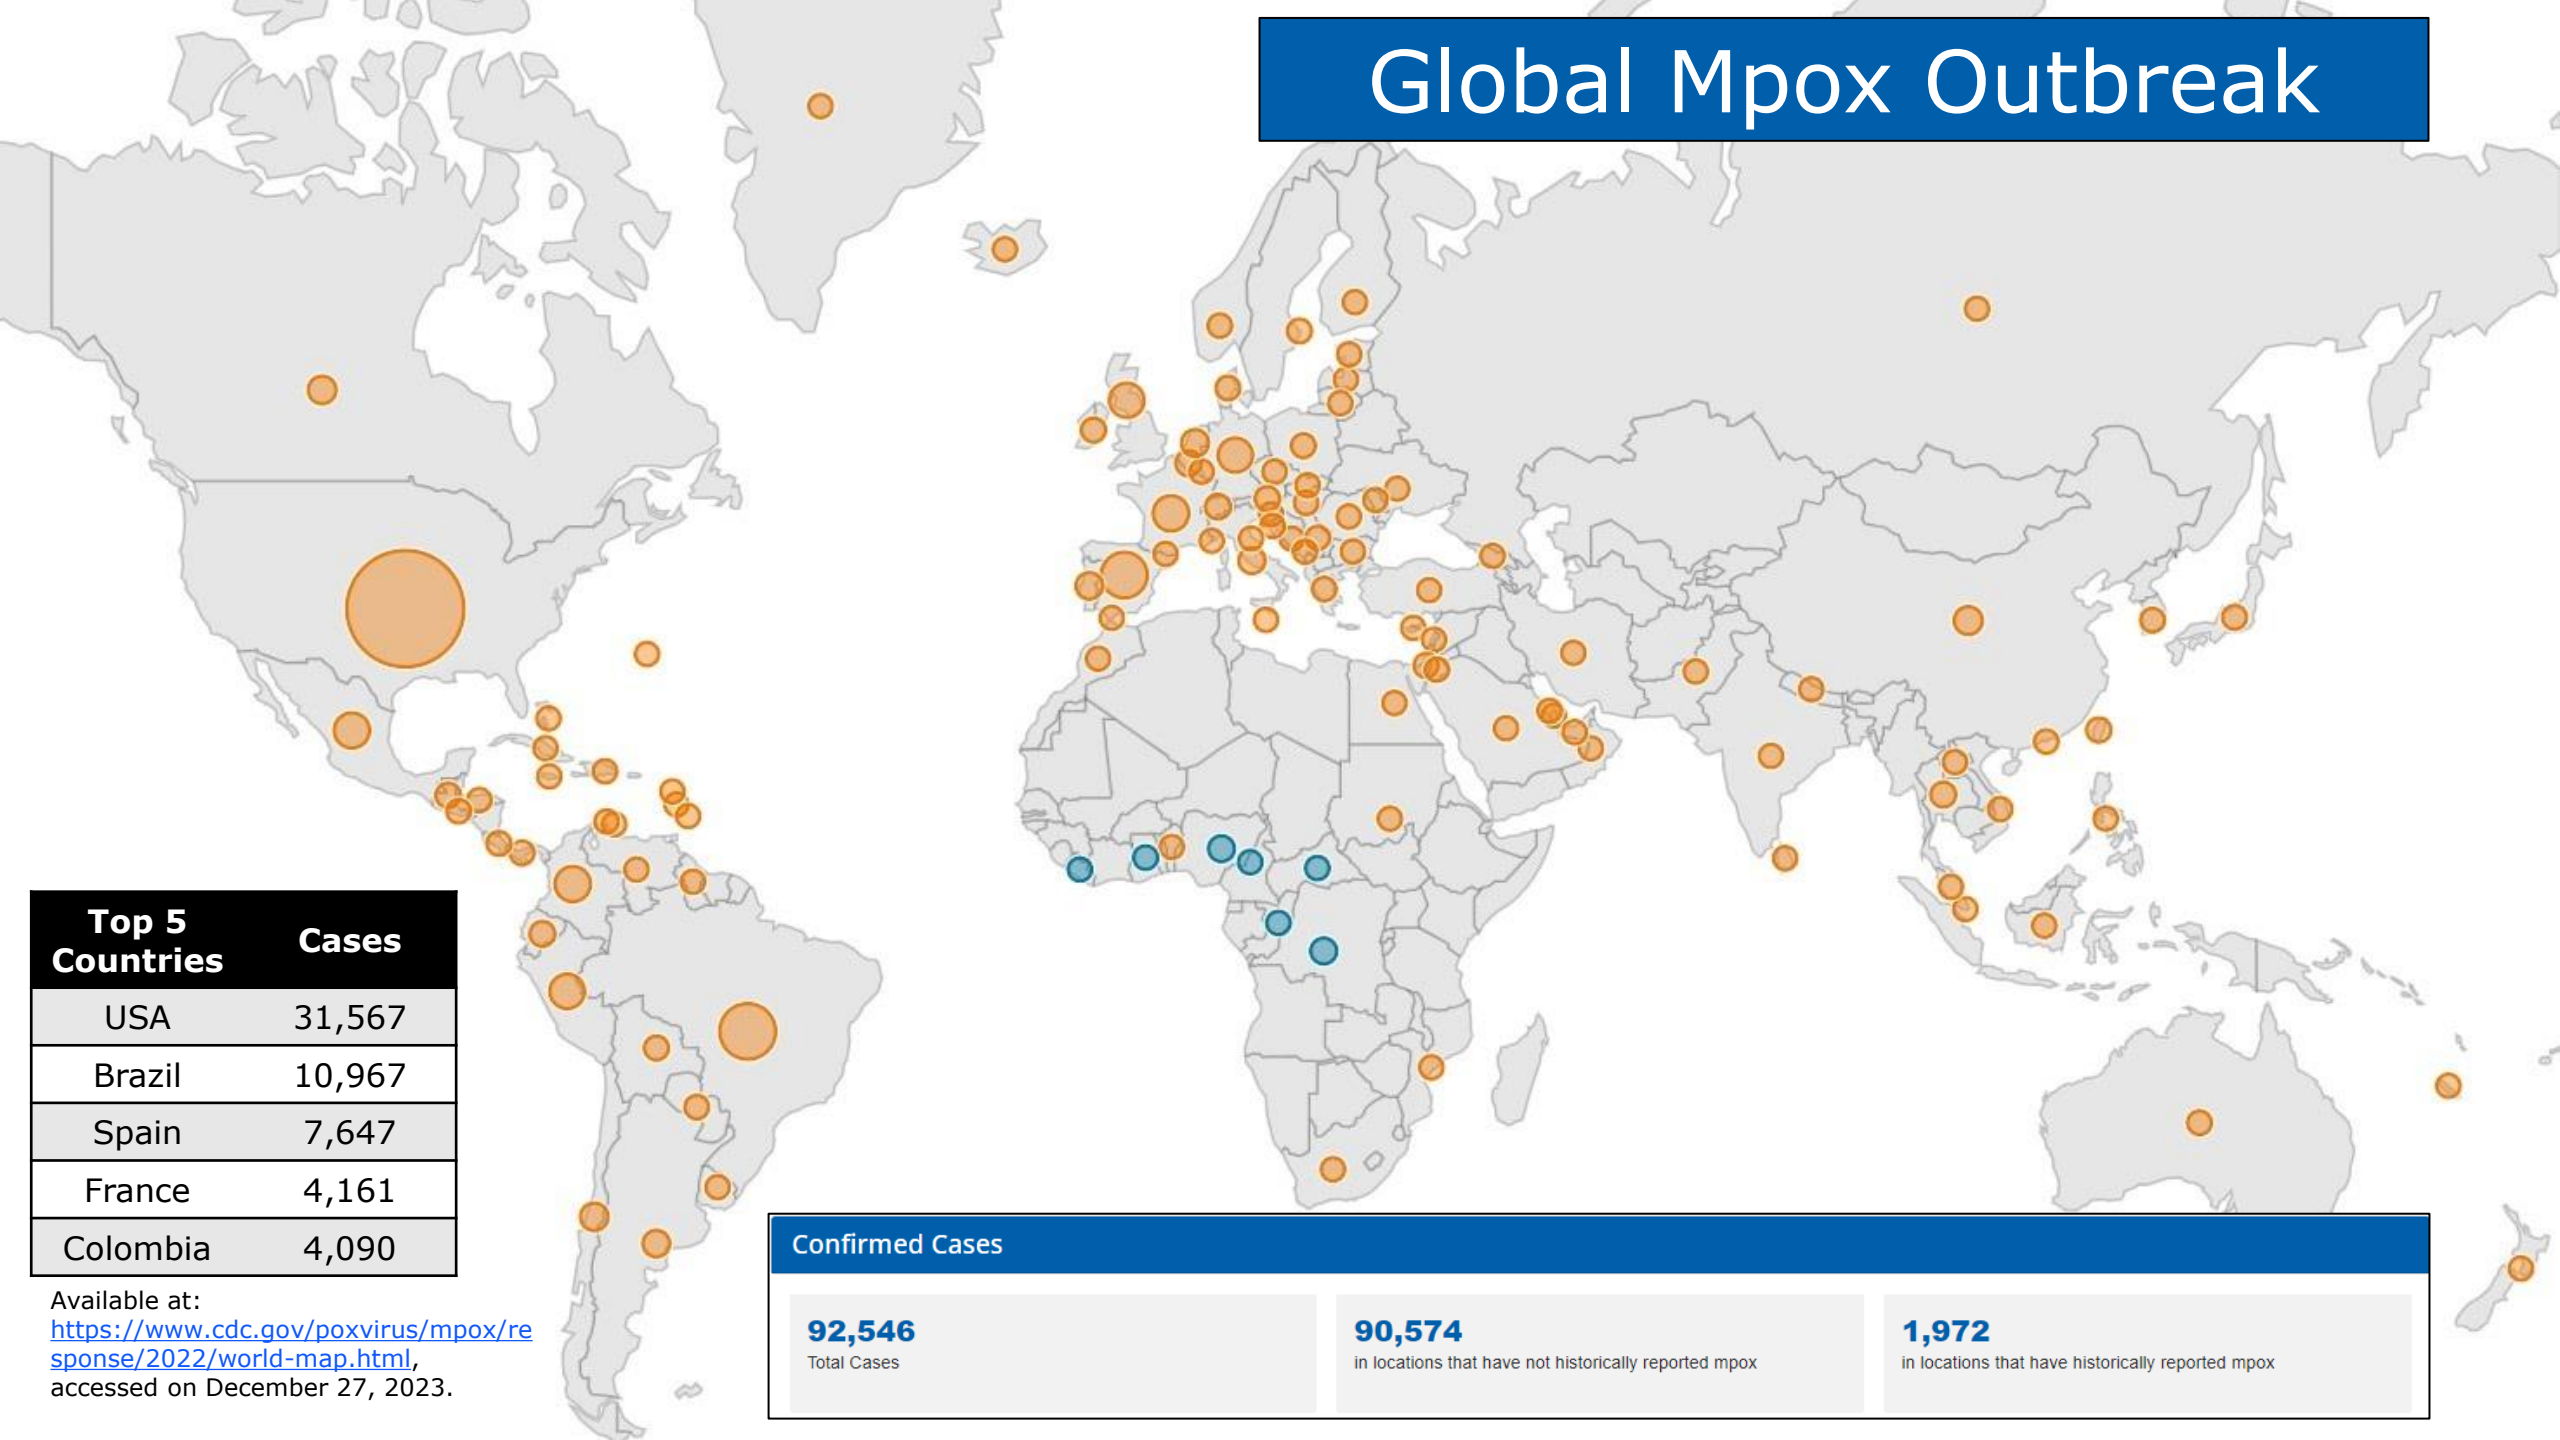 Global Mpox Outbreak
Top 5 Countries Cases
USA 31,567
Brazil 10,967
Spain 7,647
France 4,161
Colombia 4,090
Available at:
https://www.cdc.gov/poxvirus/mpox/re
sponse/2022/world-map.html,
accessed on December 27, 2023.
Confirmed Cases
92,546
Total Cases
90,574
in locations that have not historically reported mpox
1,972
in locations that have historically reported mpox